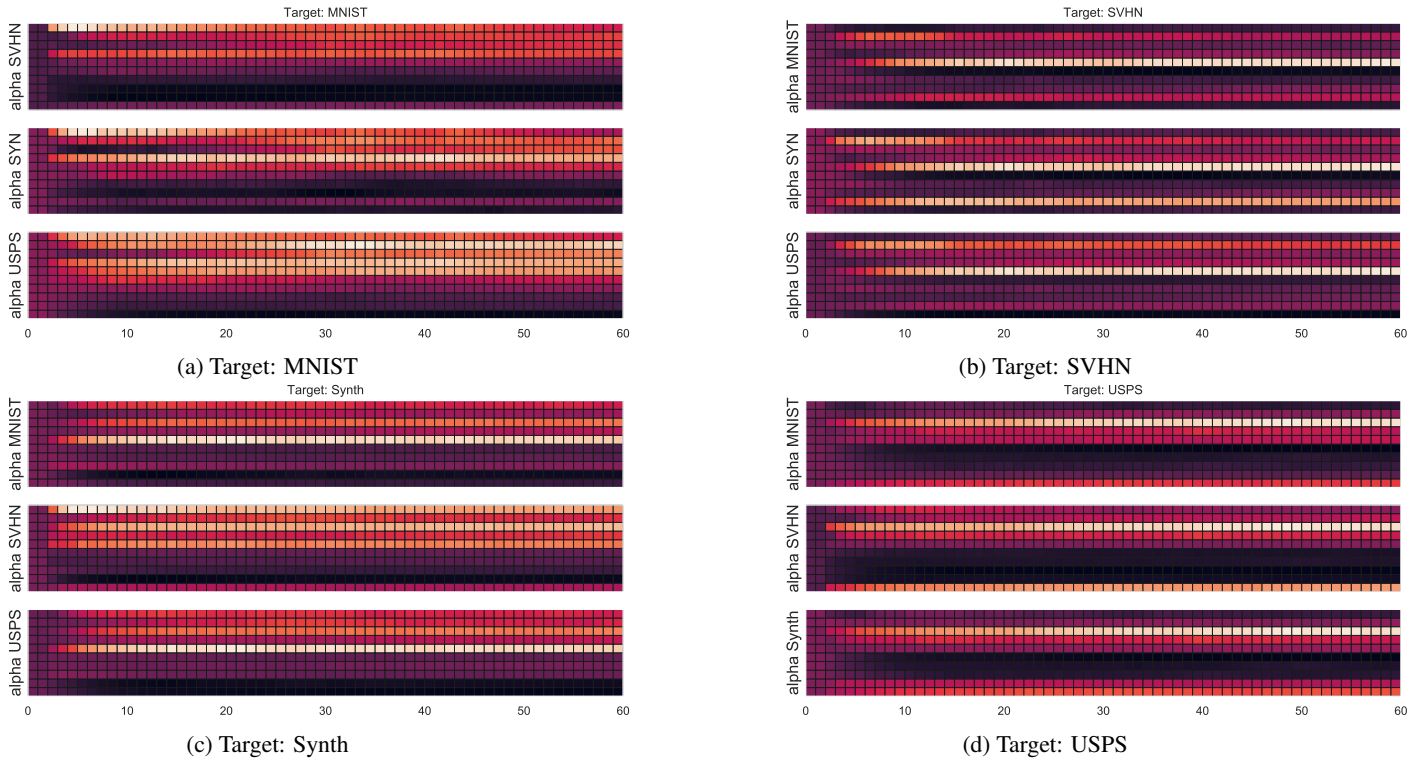 Target: MNIST
alpha SVHN
alpha SYN
alpha USPS
0 10 20 30 40 50 60
(a) Target: MNIST
Target: SVHN
alpha MNIST
alpha SYN
alpha USPS
0 10 20 30 40 50 60
(b) Target: SVHN
Target: Synth
alpha MNIST
alpha SVHN
alpha USPS
0 10 20 30 40 50 60
(c) Target: Synth
Target: USPS
alpha MNIST
alpha SVHN
alpha Synth
0 10 20 30 40 50 60
(d) Target: USPS